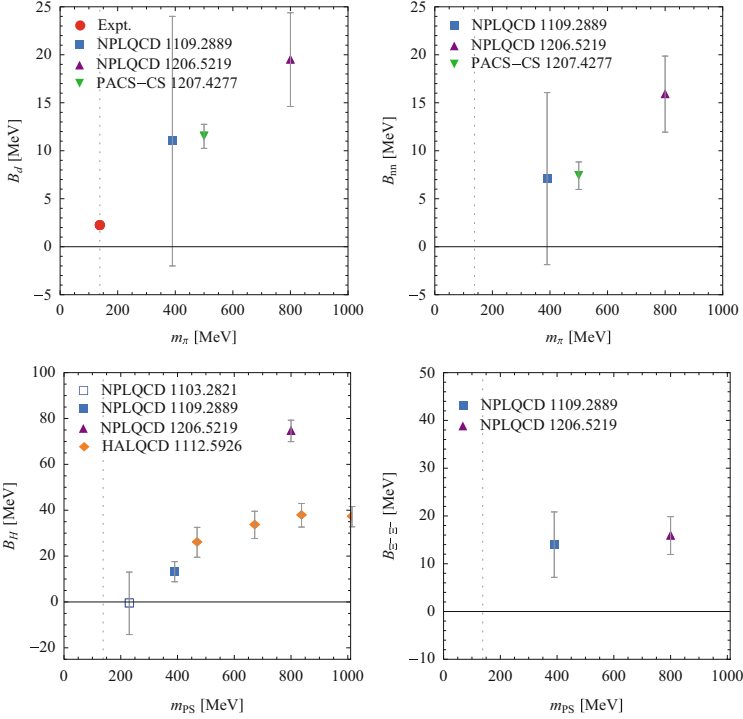 25
20
15
10
5
0
−5
0
200
400
600
800
1000
B_d [MeV]
m_π [MeV]
Expt.
NPLQCD 1109.2889
NPLQCD 1206.5219
PACS−CS 1207.4277
25
20
15
10
5
0
−5
0
200
400
600
800
1000
B_nn [MeV]
m_π [MeV]
NPLQCD 1109.2889
NPLQCD 1206.5219
PACS−CS 1207.4277
100
80
60
40
20
0
−20
0
200
400
600
800
1000
B_H [MeV]
m_PS [MeV]
NPLQCD 1103.2821
NPLQCD 1109.2889
NPLQCD 1206.5219
HALQCD 1112.5926
50
40
30
20
10
0
−10
0
200
400
600
800
1000
B_Ξ⁻Ξ⁻ [MeV]
m_PS [MeV]
NPLQCD 1109.2889
NPLQCD 1206.5219